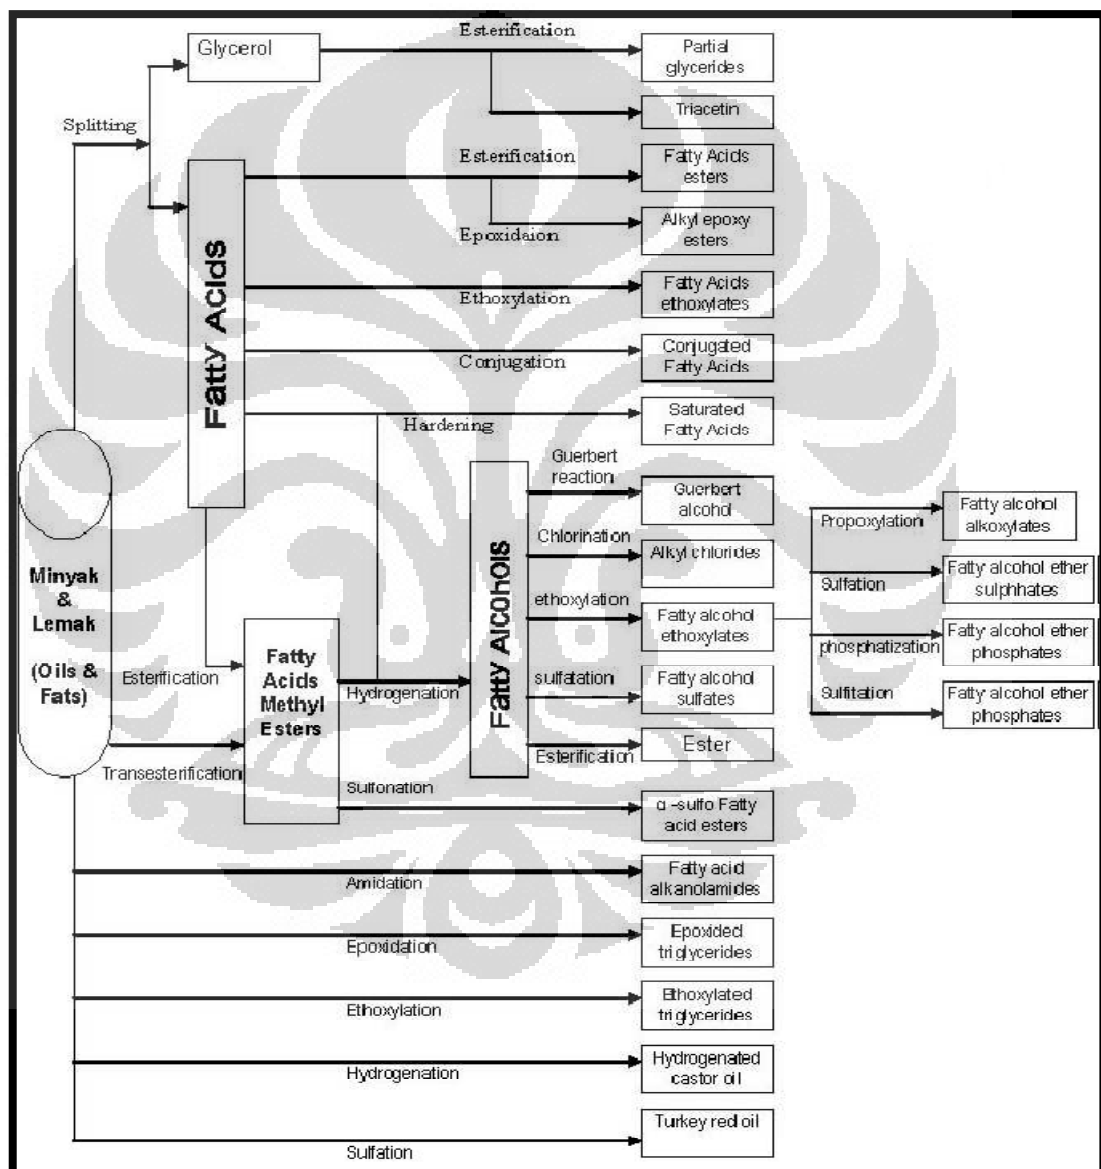 Esterification
Glycerol
Partial
glycerides
Splitting
Triacetin
Esterification
Fatty Acids
esters
Epoxidaion
Alkyl epoxy
esters
Fatty Acids
Ethoxylation
Fatty Acids
ethoxylates
Conjugation
Conjugated
Fatty Acids
Hardening
Saturated
Fatty Acids
Guerbert
reaction
Guerbert
alcohol
Propoxylation
Fatty alcohol
alkoxylates
Chlorination
Alkyl chlorides
Sulfation
Fatty alcohol ether
sulphhates
Fatty Alcohols
ethoxylation
Fatty alcohol
ethoxylates
phosphatization
Fatty alcohol ether
phosphates
Minyak
&
Lemak
(Oils &
Fats)
Esterification
Fatty
Acids
Methyl
Esters
Hydrogenation
sulfatation
Fatty alcohol
sulfates
Sulfitation
Fatty alcohol ether
phosphates
Esterification
Ester
Transesterification
Sulfonation
α -sulfo Fatty
acid esters
Amidation
Fatty acid
alkanolamides
Epoxidation
Epoxided
triglycerides
Ethoxylation
Ethoxylated
triglycerides
Hydrogenation
Hydrogenated
castor oil
Sulfation
Turkey red oil